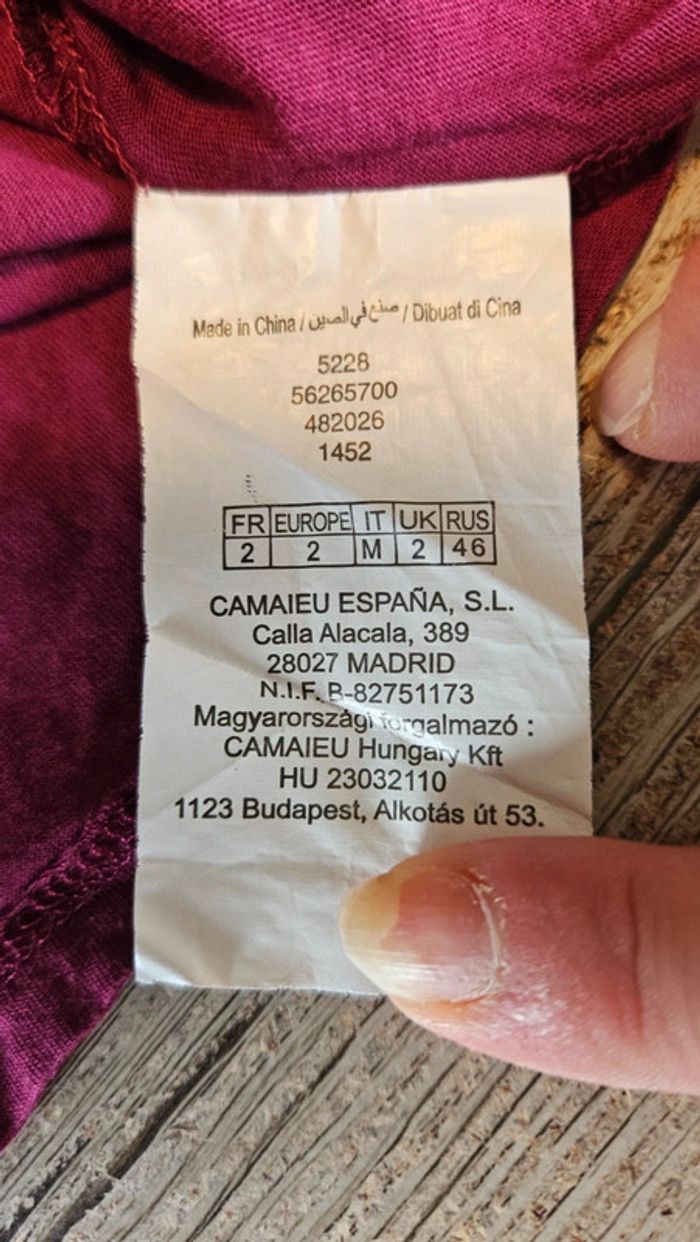 Made in China / صنع في الصين / Dibuat di Cina
5228
56265700
482026
1452
FR EUROPE IT UK RUS
2 2 M 2 46
CAMAIEU ESPAÑA, S.L.
Calla Alacala, 389
28027 MADRID
N.I.F. B-82751173
Magyarországi forgalmazó :
CAMAIEU Hungary Kft
HU 23032110
1123 Budapest, Alkotás út 53.